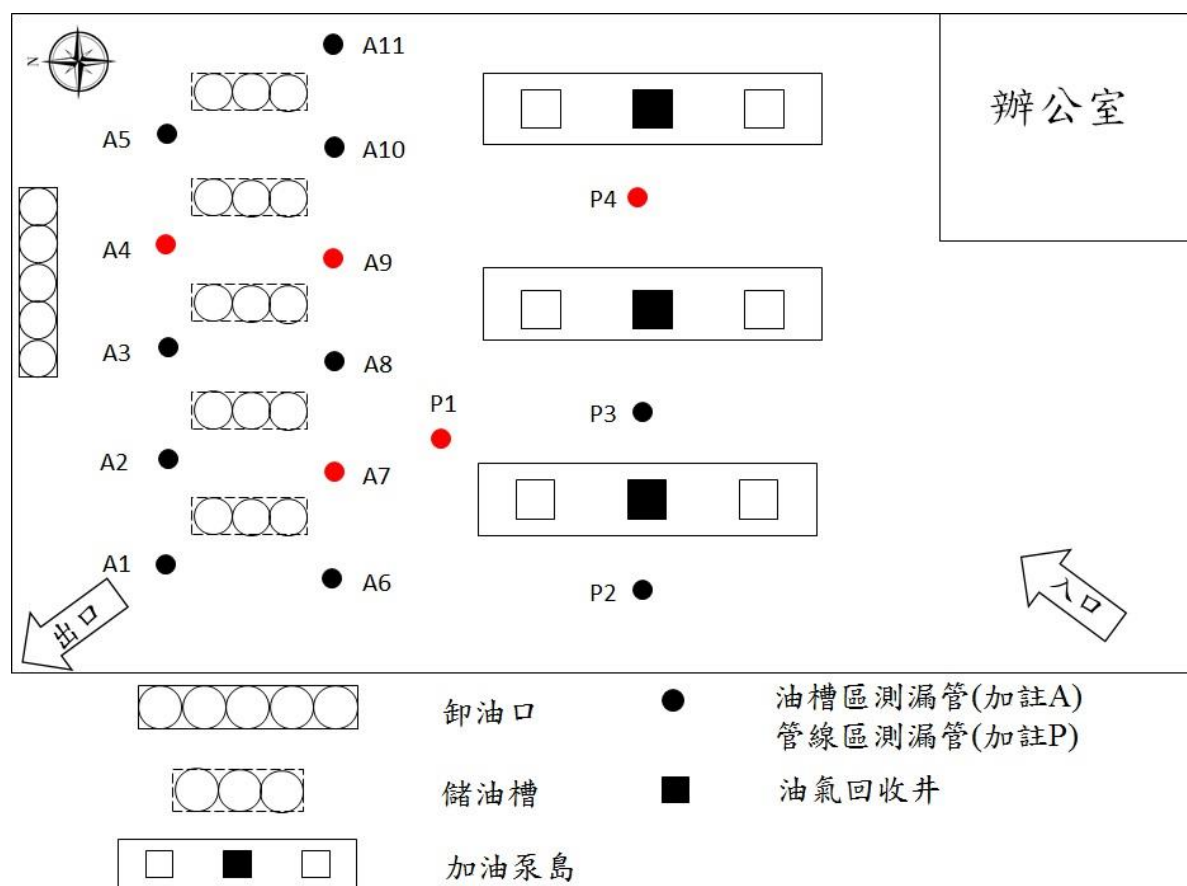 N
A11
辦公室
A5
A10
P4
A4
A9
A3
A8
P1
P3
A2
A7
A1
A6
P2
出口
入口
卸油口
油槽區測漏管(加註A)
管線區測漏管(加註P)
儲油槽
油氣回收井
加油泵島